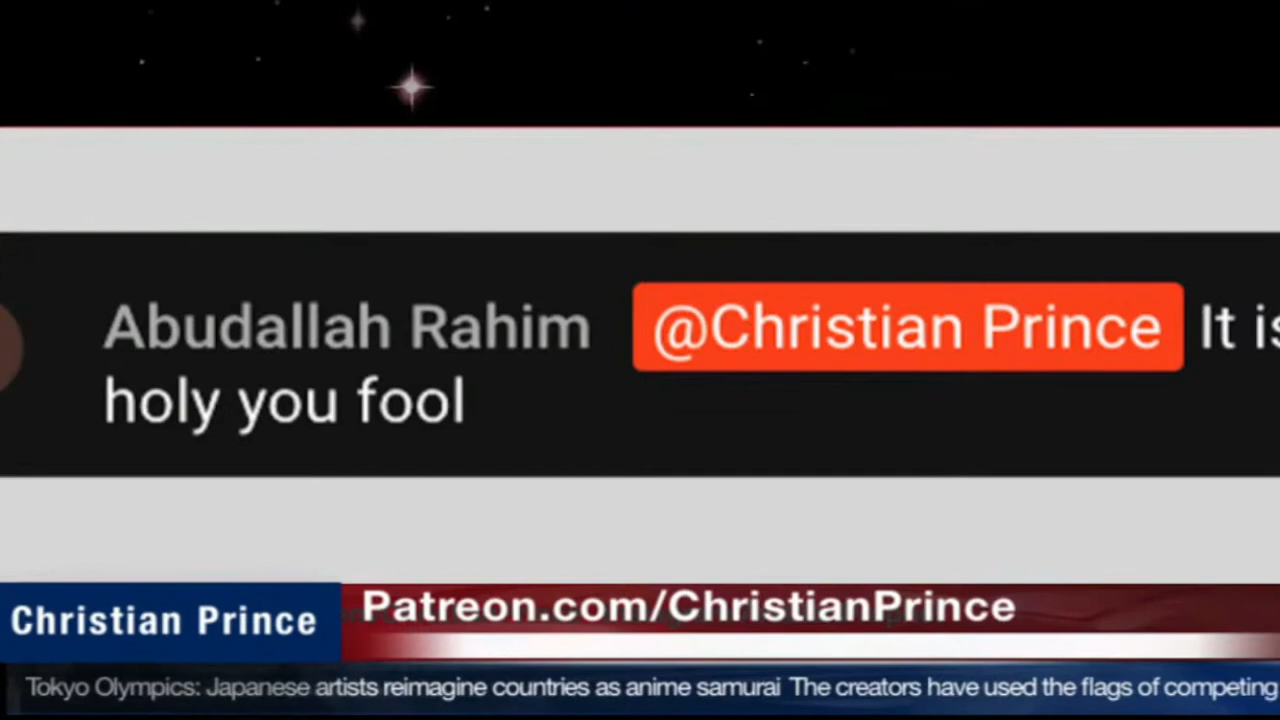 Abudallah Rahim @Christian Prince It is
holy you fool
Christian Prince
Patreon.com/ChristianPrince
Tokyo Olympics: Japanese artists reimagine countries as anime samurai The creators have used the flags of competing